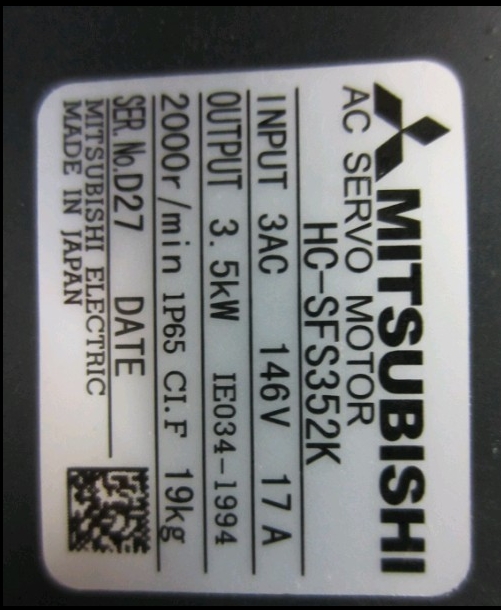 MITSUBISHI
AC SERVO MOTOR
HC-SFS352K
INPUT 3AC 146V 17A
OUTPUT 3.5kW IE034-1994
2000r/min IP65 CI.F 19kg
SER.No.D27 DATE
MITSUBISHI ELECTRIC
MADE IN JAPAN